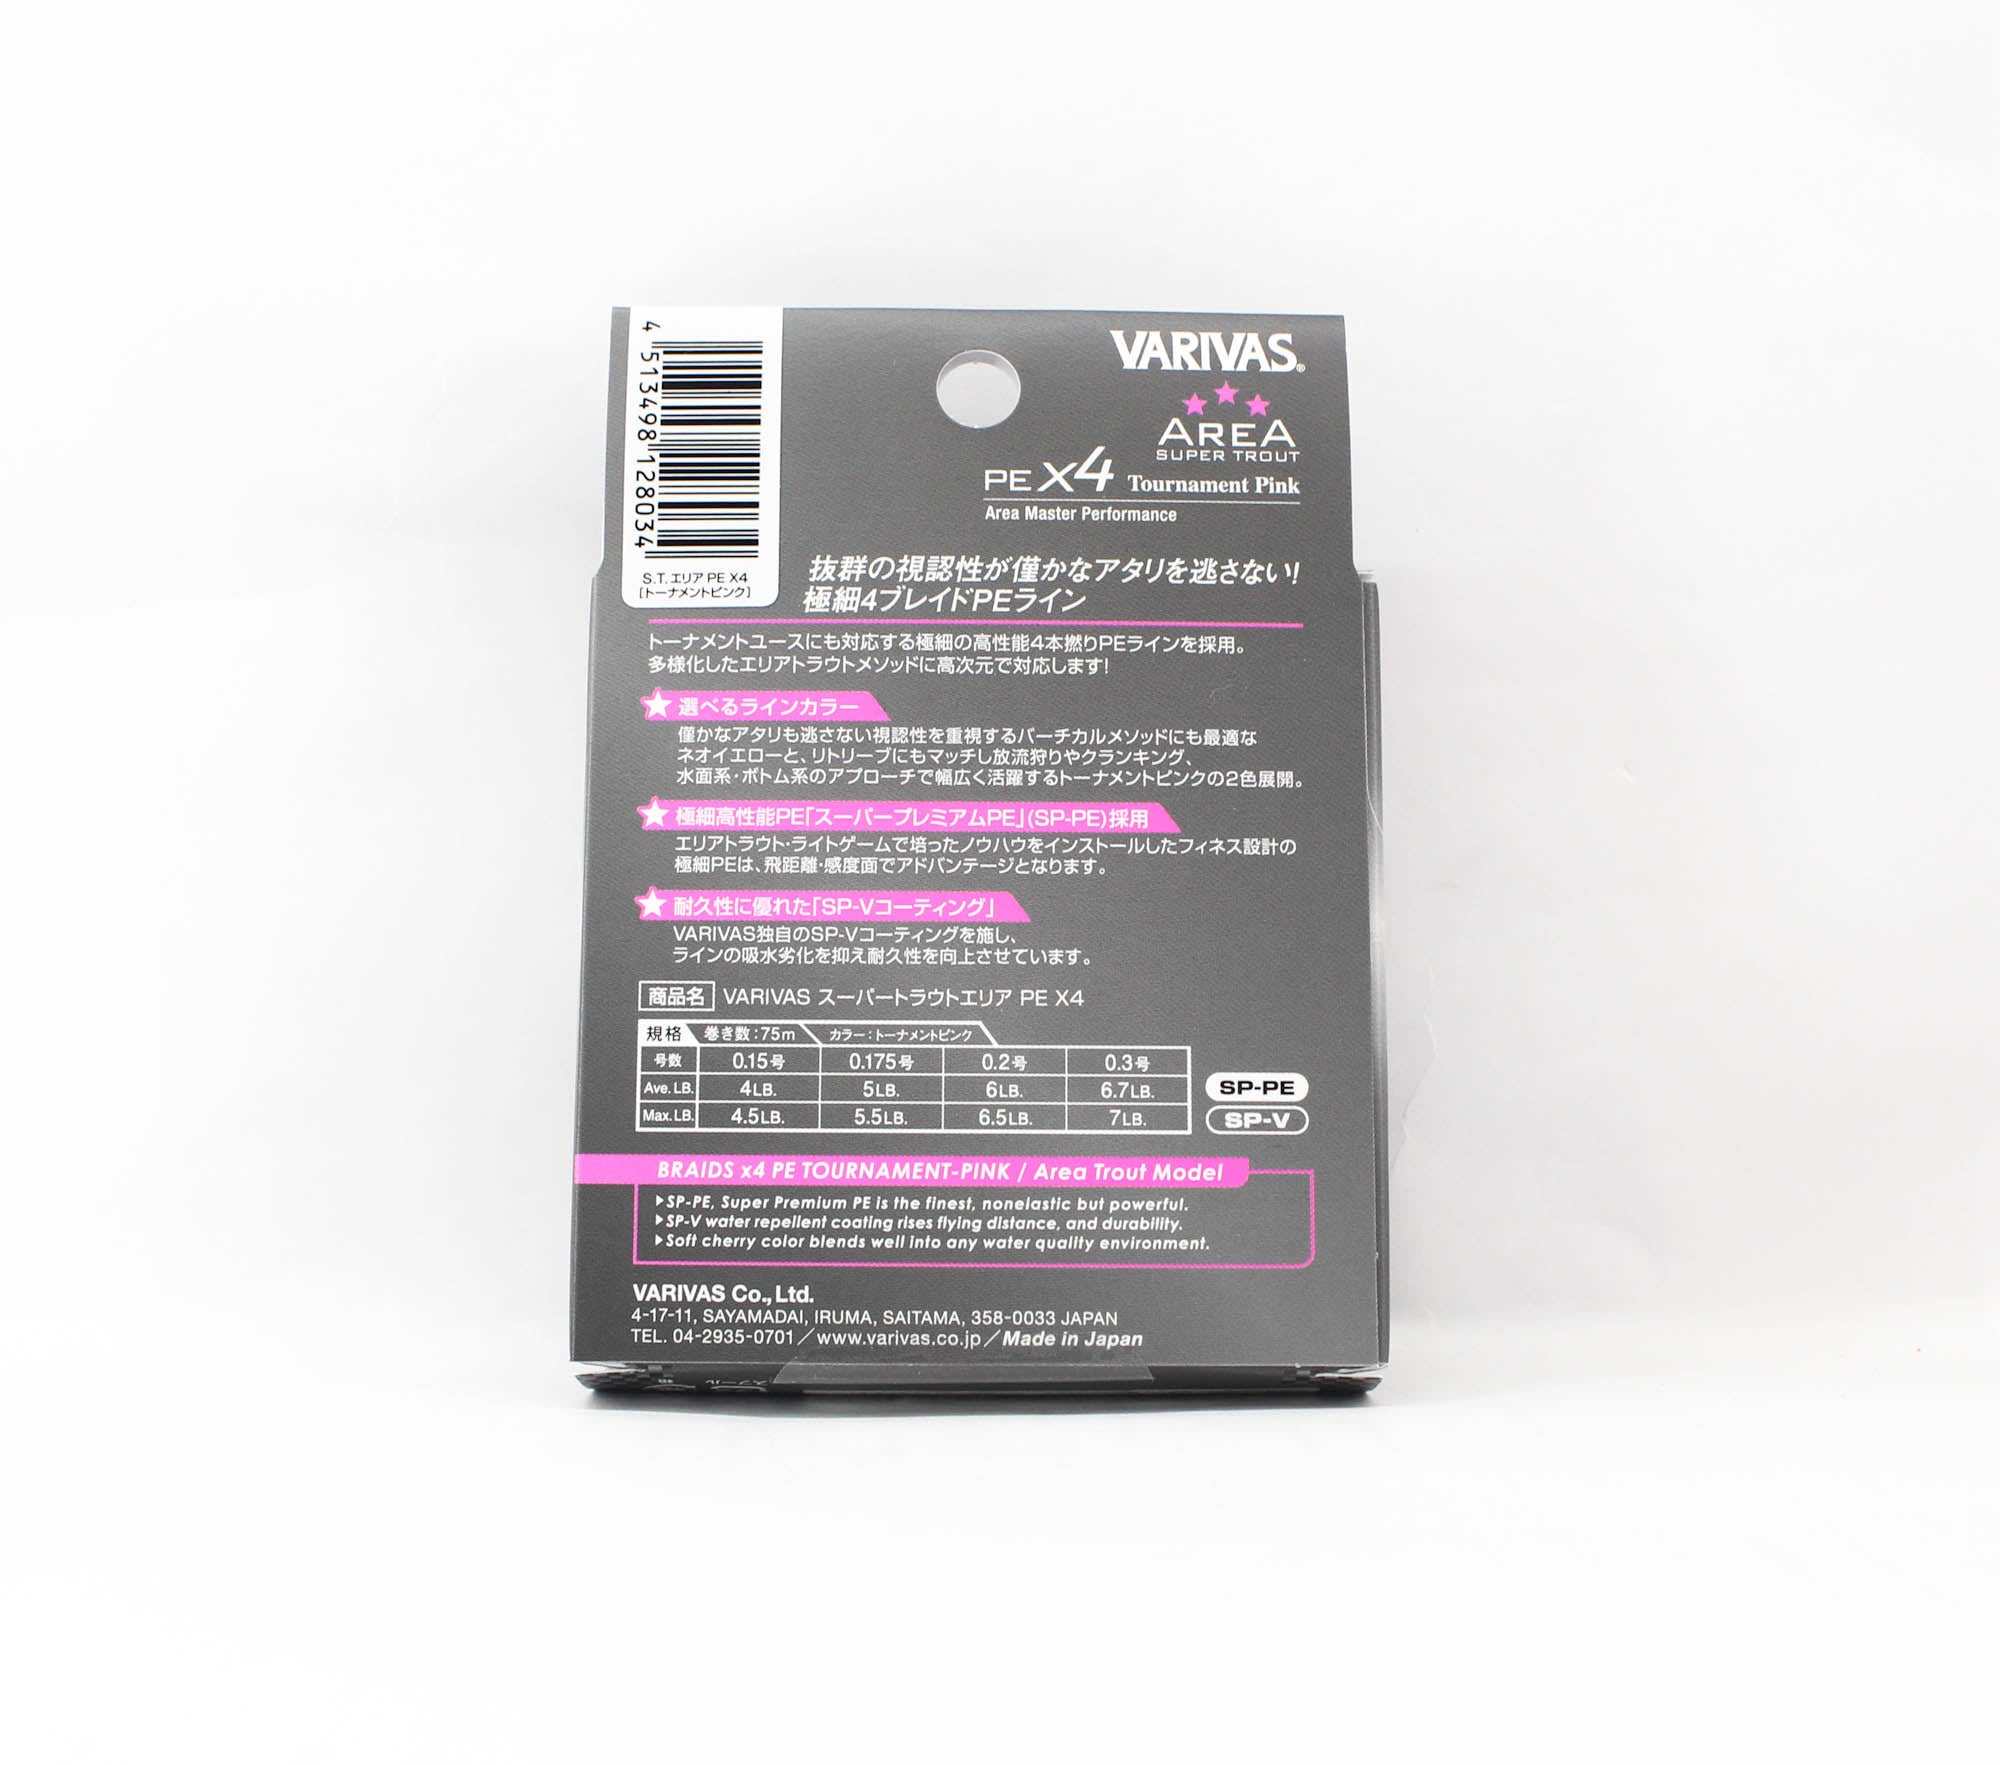 4 513498 128034
S.T.エリア PE X4
[トーナメントピンク]
VARIVAS®
AREA
SUPER TROUT
PE X4 Tournament Pink
Area Master Performance
抜群の視認性が僅かなアタリを逃さない!
極細4ブレイドPEライン
トーナメントユースにも対応する極細の高性能4本撚りPEラインを採用。
多様化したエリアトラウトメソッドに高次元で対応します!
選べるラインカラー
僅かなアタリも逃さない視認性を重視するバーチカルメソッドにも最適な
ネオイエローと、リトリーブにもマッチし放流狩りやクランキング、
水面系・ボトム系のアプローチで幅広く活躍するトーナメントピンクの2色展開。
極細高性能PE「スーパープレミアムPE」(SP-PE)採用
エリアトラウト・ライトゲームで培ったノウハウをインストールしたフィネス設計の
極細PEは、飛距離・感度面でアドバンテージとなります。
耐久性に優れた「SP-Vコーティング」
VARIVAS独自のSP-Vコーティングを施し、
ラインの吸水劣化を抑え耐久性を向上させています。
商品名 VARIVAS スーパートラウトエリア PE X4
規格 巻き数:75m カラー:トーナメントピンク
号数 0.15号 0.175号 0.2号 0.3号
Ave.LB. 4LB. 5LB. 6LB. 6.7LB.
Max.LB. 4.5LB. 5.5LB. 6.5LB. 7LB.
SP-PE
SP-V
BRAIDS x4 PE TOURNAMENT-PINK / Area Trout Model
▶SP-PE, Super Premium PE is the finest, nonelastic but powerful.
▶SP-V water repellent coating rises flying distance, and durability.
▶Soft cherry color blends well into any water quality environment.
VARIVAS Co., Ltd.
4-17-11, SAYAMADAI, IRUMA, SAITAMA, 358-0033 JAPAN
TEL. 04-2935-0701／www.varivas.co.jp／Made in Japan